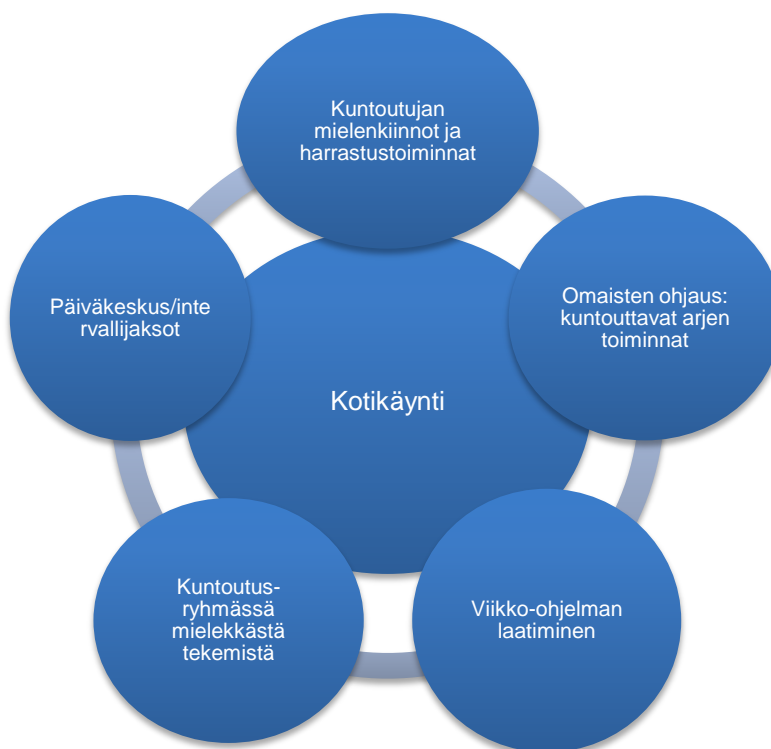 Kuntoutujan
mielenkiinnot ja
harrastustoiminnat
Omaisten ohjaus:
kuntouttavat arjen
toiminnat
Viikko-ohjelman
laatiminen
Kuntoutus-
ryhmässä
mielekkästä
tekemistä
Päiväkeskus/inte
rvallijaksot
Kotikäynti